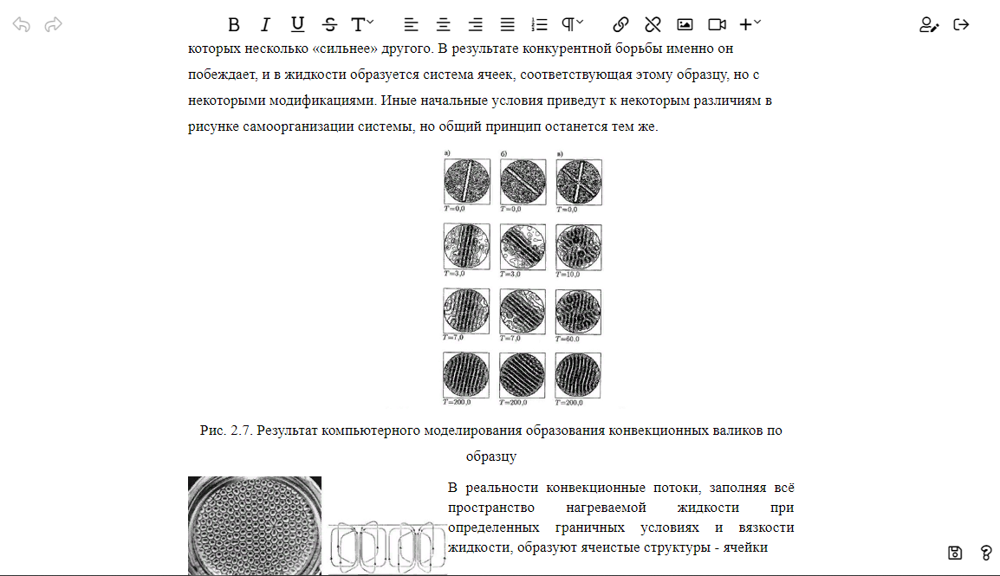 B I U S T ¶
которых несколько «сильнее» другого. В результате конкурентной борьбы именно он
побеждает, и в жидкости образуется система ячеек, соответствующая этому образцу, но с
некоторыми модификациями. Иные начальные условия приведут к некоторым различиям в
рисунке самоорганизации системы, но общий принцип останется тем же.
а) б) в)
T=0,0 T=0,0 T=0,0
T=3,0 T=3,0 T=10,0
T=7,0 T=7,0 T=60,0
T=200,0 T=200,0 T=200,0
Рис. 2.7. Результат компьютерного моделирования образования конвекционных валиков по
образцу
В реальности конвекционные потоки, заполняя всё
пространство нагреваемой жидкости при
определенных граничных условиях и вязкости
жидкости, образуют ячеистые структуры - ячейки